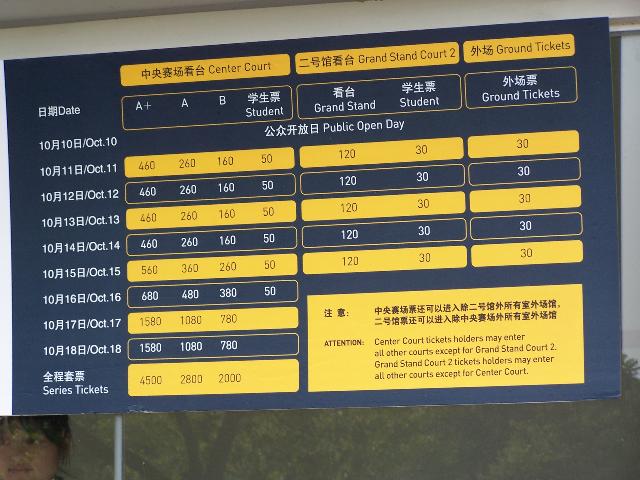 中央赛场看台 Center Court 二号馆看台 Grand Stand Court 2 外场 Ground Tickets
日期Date A+ A B 学生票 Student 看台 Grand Stand 学生票 Student 外场票 Ground Tickets
10月10日/Oct.10 公众开放日 Public Open Day
10月11日/Oct.11 460 260 160 50 120 30 30
10月12日/Oct.12 460 260 160 50 120 30 30
10月13日/Oct.13 460 260 160 50 120 30 30
10月14日/Oct.14 460 260 160 50 120 30 30
10月15日/Oct.15 560 360 260 50 120 30 30
10月16日/Oct.16 680 480 380 50
10月17日/Oct.17 1580 1080 780
10月18日/Oct.18 1580 1080 780
全程套票 Series Tickets 4500 2800 2000
注 意: 中央赛场票还可以进入除二号馆外所有室外场馆,
二号馆票还可以进入除中央赛场外所有室外场馆
ATTENTION: Center Court tickets holders may enter
all other courts except for Grand Stand Court 2.
Grand Stand Court 2 tickets holders may enter
all other courts except for Center Court.